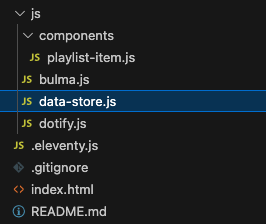 js
components
JS playlist-item.js
JS bulma.js
JS data-store.js
JS dotify.js
JS .eleventy.js
.gitignore
<> index.html
README.md